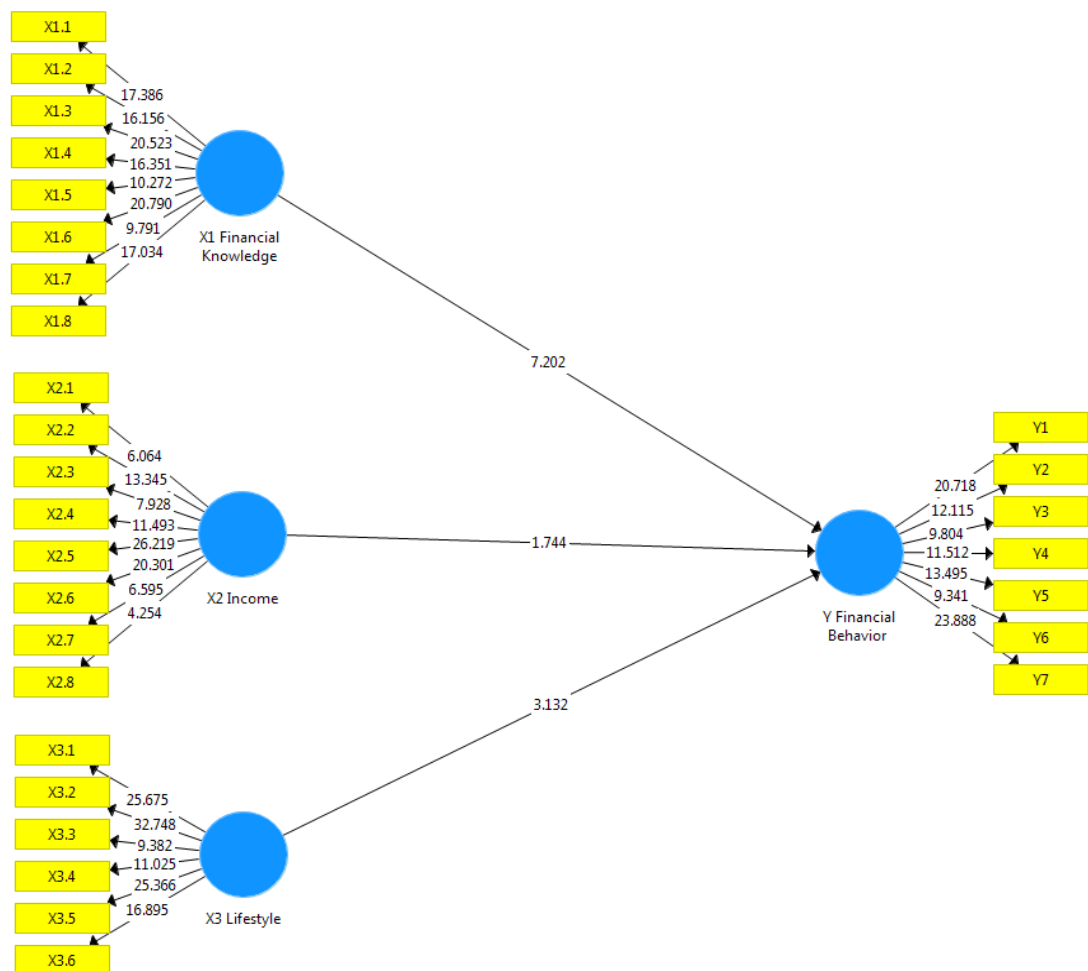 X1.1
X1.2
X1.3
X1.4
X1.5
X1.6
X1.7
X1.8
17.386
16.156
20.523
16.351
10.272
20.790
9.791
17.034
X1 Financial
Knowledge
7.202
X2.1
X2.2
X2.3
X2.4
X2.5
X2.6
X2.7
X2.8
6.064
13.345
7.928
11.493
26.219
20.301
6.595
4.254
X2 Income
1.744
X3.1
X3.2
X3.3
X3.4
X3.5
X3.6
25.675
32.748
9.382
11.025
25.366
16.895
X3 Lifestyle
3.132
Y Financial
Behavior
20.718
12.115
9.804
11.512
13.495
9.341
23.888
Y1
Y2
Y3
Y4
Y5
Y6
Y7